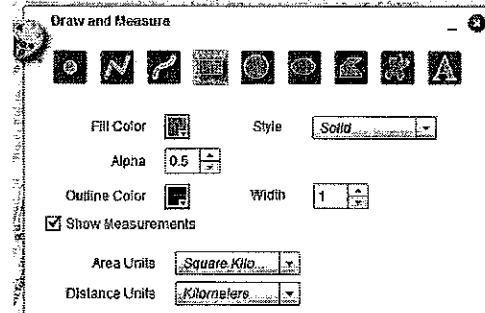 Draw and Measure
A
Fill Color Style Solid
Alpha 0.5
Outline Color Width 1
Show Measurements
Area Units Square Kilo...
Distance Units Kilometers